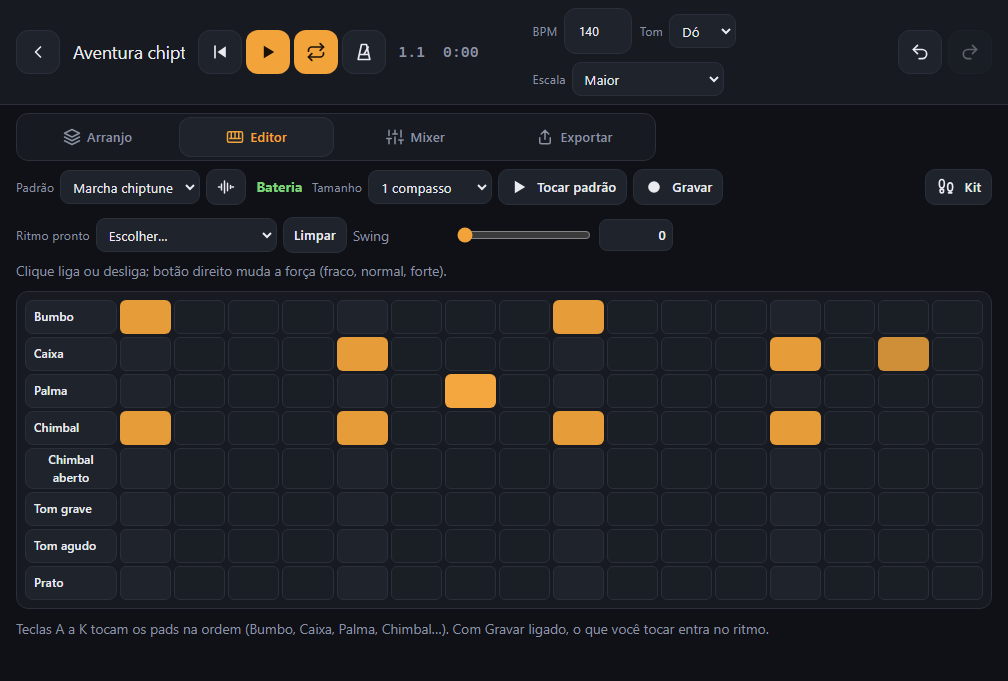 Aventura chipt
1.1 0:00
BPM 140 Tom Dó
Escala Maior
Arranjo Editor Mixer Exportar
Padrão Marcha chiptune Bateria Tamanho 1 compasso Tocar padrão Gravar Kit
Ritmo pronto Escolher... Limpar Swing 0
Clique liga ou desliga; botão direito muda a força (fraco, normal, forte).
Bumbo
Caixa
Palma
Chimbal
Chimbal
aberto
Tom grave
Tom agudo
Prato
Teclas A a K tocam os pads na ordem (Bumbo, Caixa, Palma, Chimbal...). Com Gravar ligado, o que você tocar entra no ritmo.